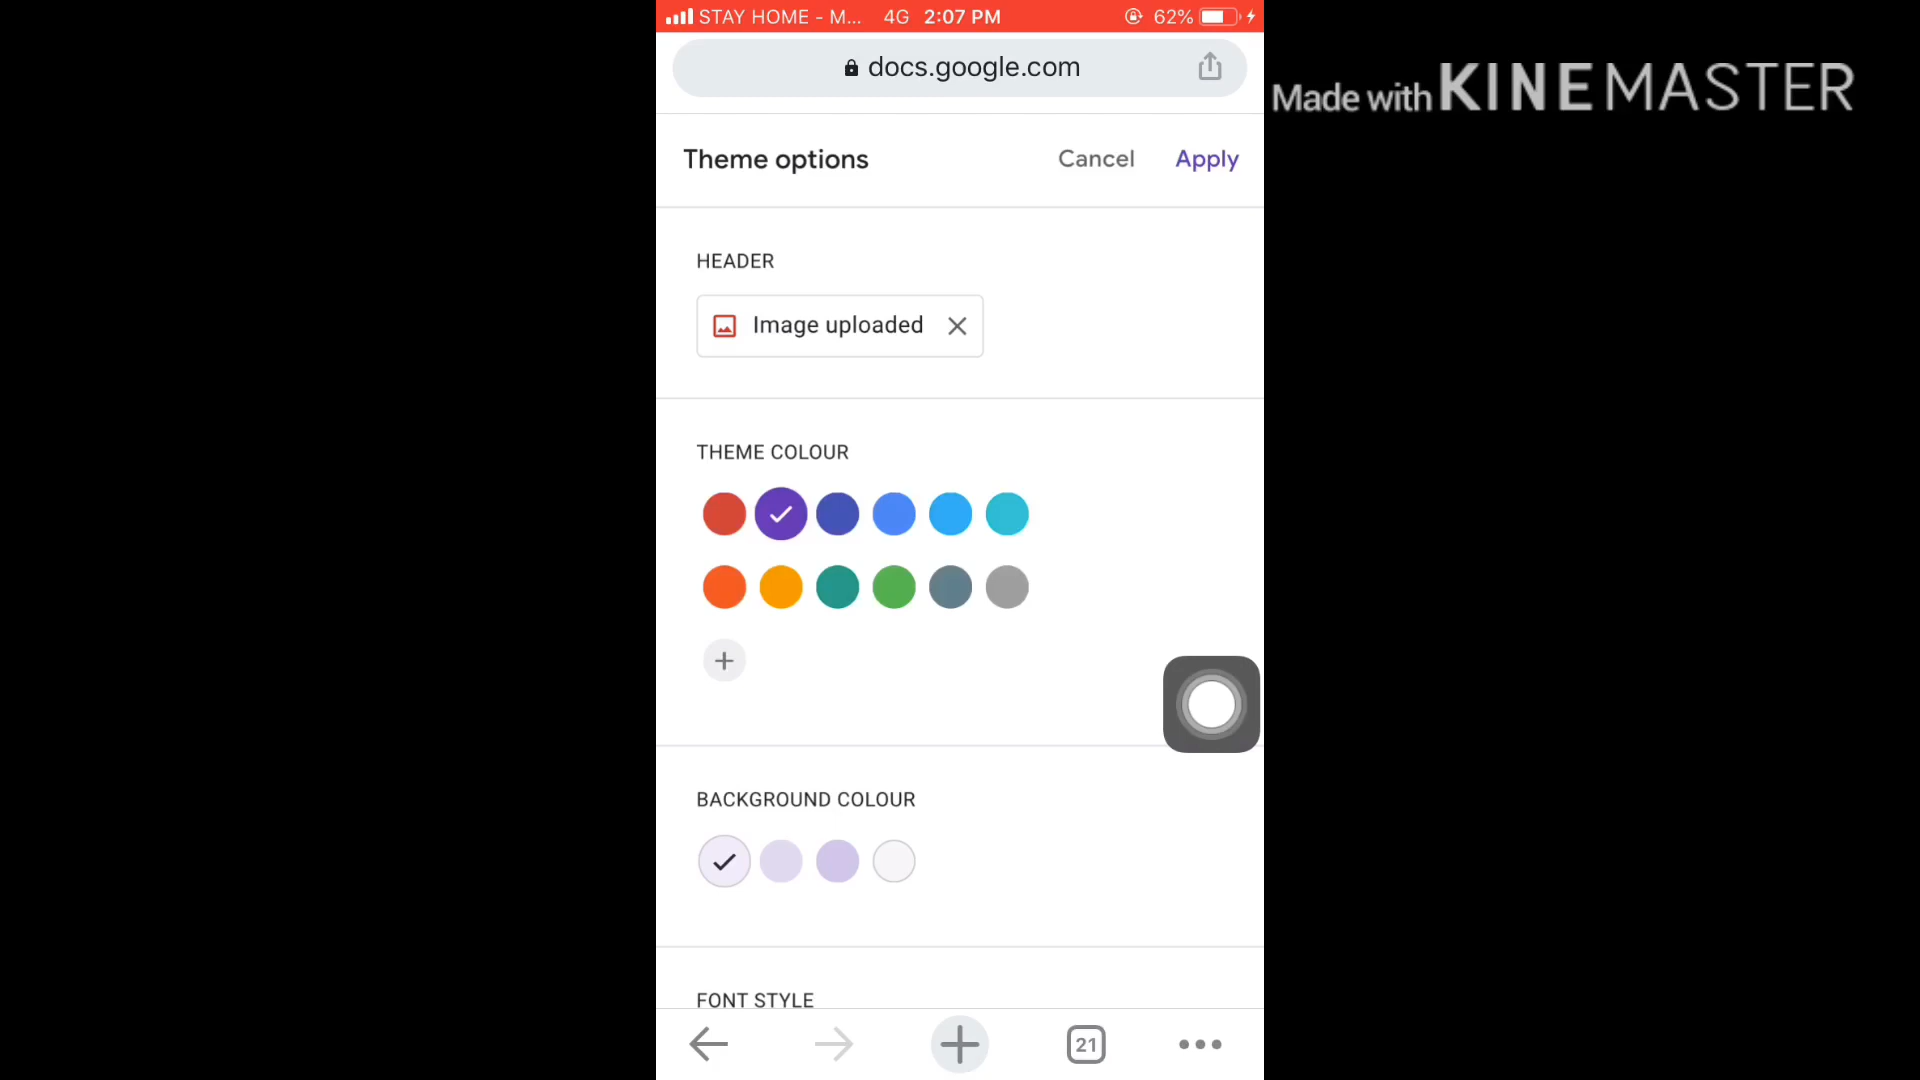 STAY HOME - M... 4G 2:07 PM 62%
docs.google.com
Made with KINEMASTER
Theme options Cancel Apply
HEADER
Image uploaded
THEME COLOUR
BACKGROUND COLOUR
FONT STYLE
21